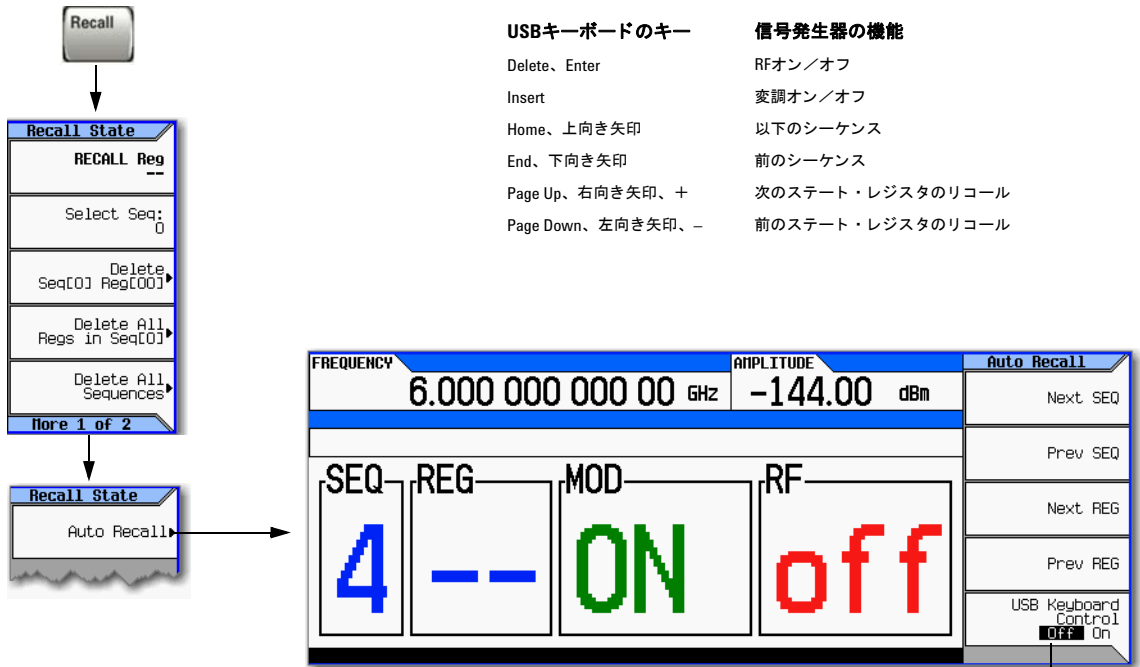 Recall
USBキーボードのキー 信号発生器の機能
Delete、Enter RFオン／オフ
Insert 変調オン／オフ
Home、上向き矢印 以下のシーケンス
End、下向き矢印 前のシーケンス
Page Up、右向き矢印、＋ 次のステート・レジスタのリコール
Page Down、左向き矢印、– 前のステート・レジスタのリコール
Recall State
RECALL Reg
--
Select Seq:
0
Delete
Seq[0] Reg[00]
Delete All
Regs in Seq[0]
Delete All
Sequences
More 1 of 2
Recall State
Auto Recall
FREQUENCY
6.000 000 000 00 GHz
AMPLITUDE
-144.00 dBm
SEQ REG MOD RF
4 -- ON off
Auto Recall
Next SEQ
Prev SEQ
Next REG
Prev REG
USB Keyboard
Control
Off On